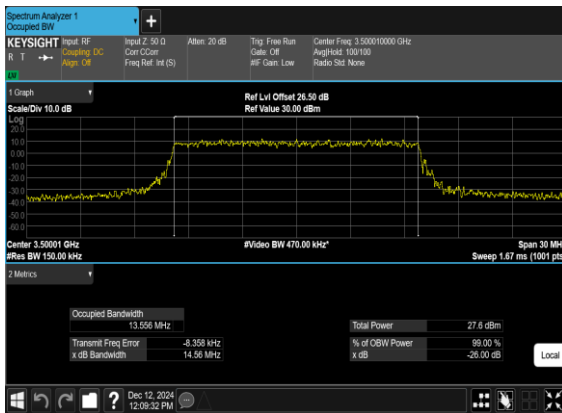 Spectrum Analyzer 1
Occupied BW
+
KEYSIGHT Input: RF Input Z: 50 Ω Atten: 20 dB Trig: Free Run Center Freq: 3.500010000 GHz
R T Coupling: DC Corr CCorr Gate: Off Avg|Hold: 100/100
Align: Off Freq Ref: Int (S) #IF Gain: Low Radio Std: None
1 Graph
Ref Lvl Offset 26.50 dB
Scale/Div 10.0 dB Ref Value 30.00 dBm
Log
20.0
10.0
0.00
-10.0
-20.0
-30.0
-40.0
-50.0
-60.0
Center 3.50001 GHz #Video BW 470.00 kHz* Span 30 MH
#Res BW 150.00 kHz Sweep 1.67 ms (1001 pts
2 Metrics
Occupied Bandwidth
13.556 MHz Total Power 27.6 dBm
Transmit Freq Error -8.358 kHz % of OBW Power 99.00 %
x dB Bandwidth 14.56 MHz x dB -26.00 dB
Local
? Dec 12, 2024
12:09:32 PM